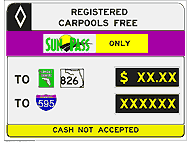 REGISTERED
CARPOOLS FREE
SUNPASS ONLY
TO 826 $ XX.XX
TO 595 XXXXXX
CASH NOT ACCEPTED